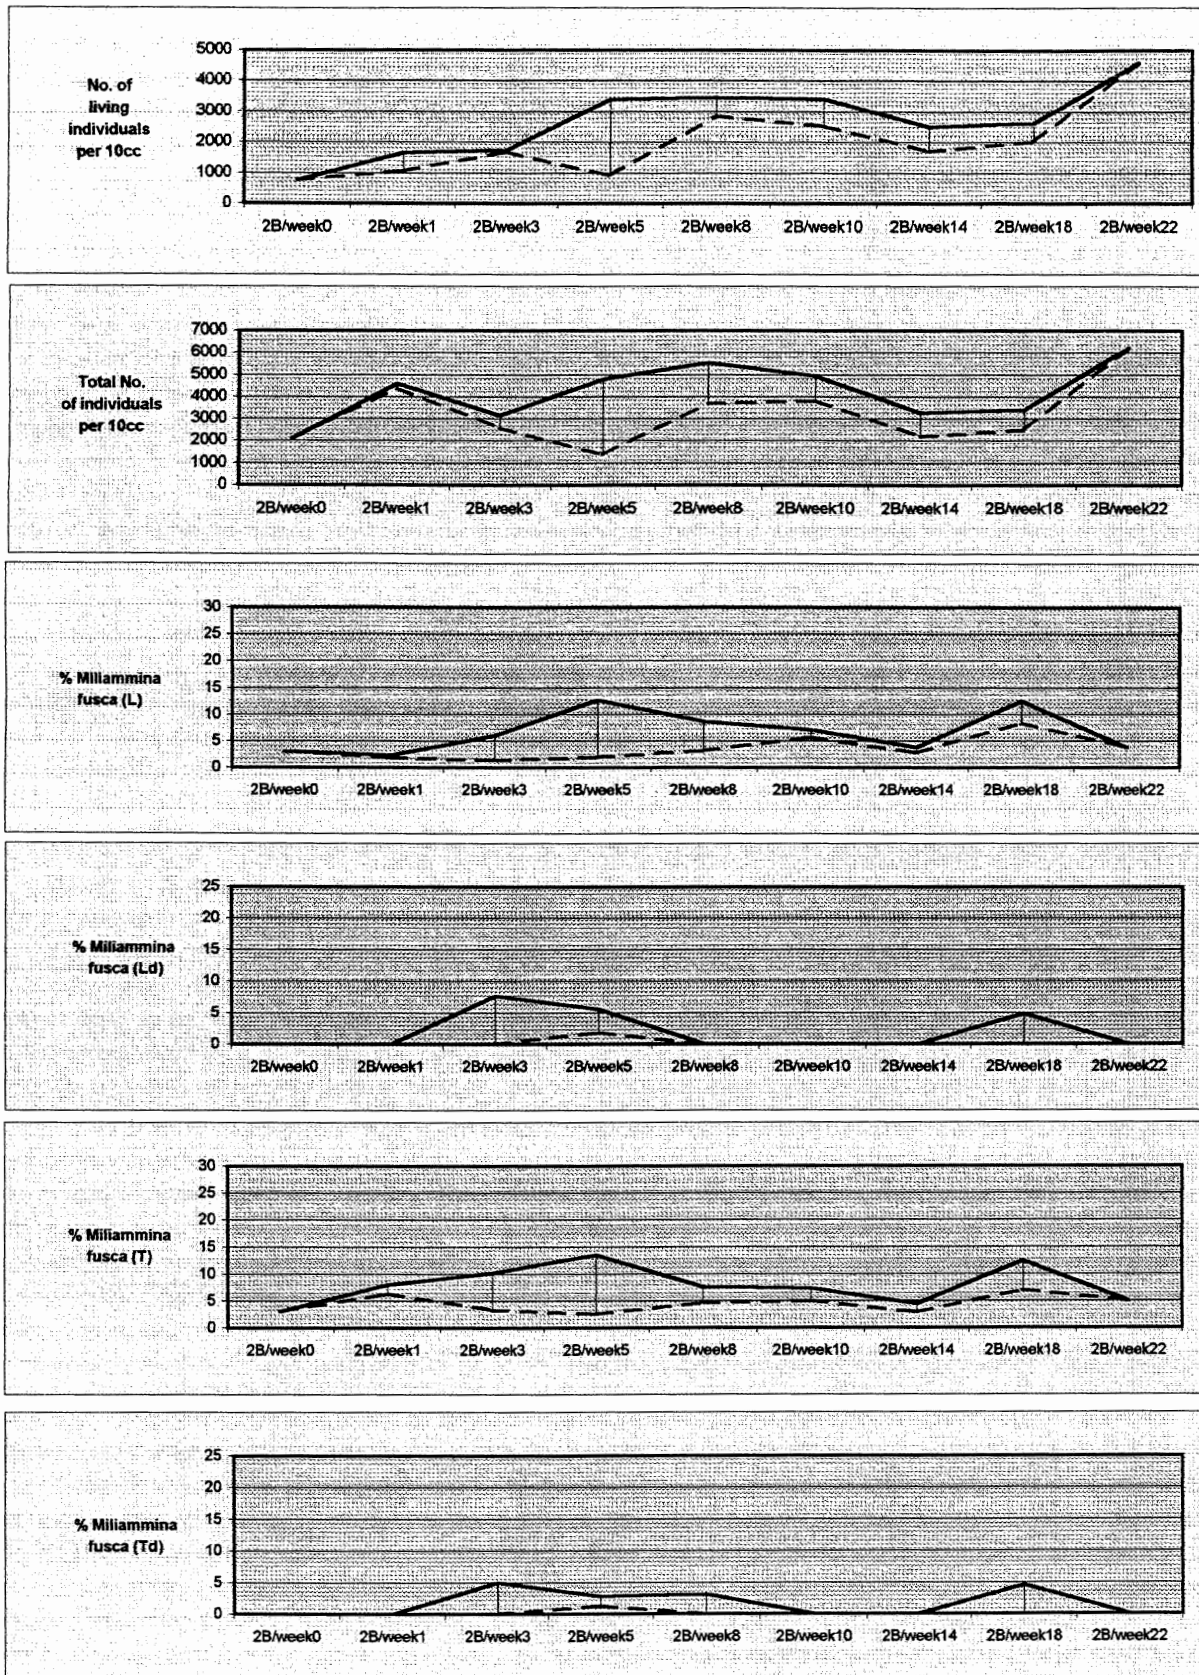 5000
4000
3000
2000
1000
0
No. of
living
individuals
per 10cc
2B/week0 2B/week1 2B/week3 2B/week5 2B/week8 2B/week10 2B/week14 2B/week18 2B/week22
7000
6000
5000
4000
3000
2000
1000
0
Total No.
of individuals
per 10cc
2B/week0 2B/week1 2B/week3 2B/week5 2B/week8 2B/week10 2B/week14 2B/week18 2B/week22
30
25
20
15
10
5
0
% Miliammina
fusca (L)
2B/week0 2B/week1 2B/week3 2B/week5 2B/week8 2B/week10 2B/week14 2B/week18 2B/week22
25
20
15
10
5
0
% Miliammina
fusca (Ld)
2B/week0 2B/week1 2B/week3 2B/week5 2B/week8 2B/week10 2B/week14 2B/week18 2B/week22
30
25
20
15
10
5
0
% Miliammina
fusca (T)
2B/week0 2B/week1 2B/week3 2B/week5 2B/week8 2B/week10 2B/week14 2B/week18 2B/week22
25
20
15
10
5
0
% Miliammina
fusca (Td)
2B/week0 2B/week1 2B/week3 2B/week5 2B/week8 2B/week10 2B/week14 2B/week18 2B/week22